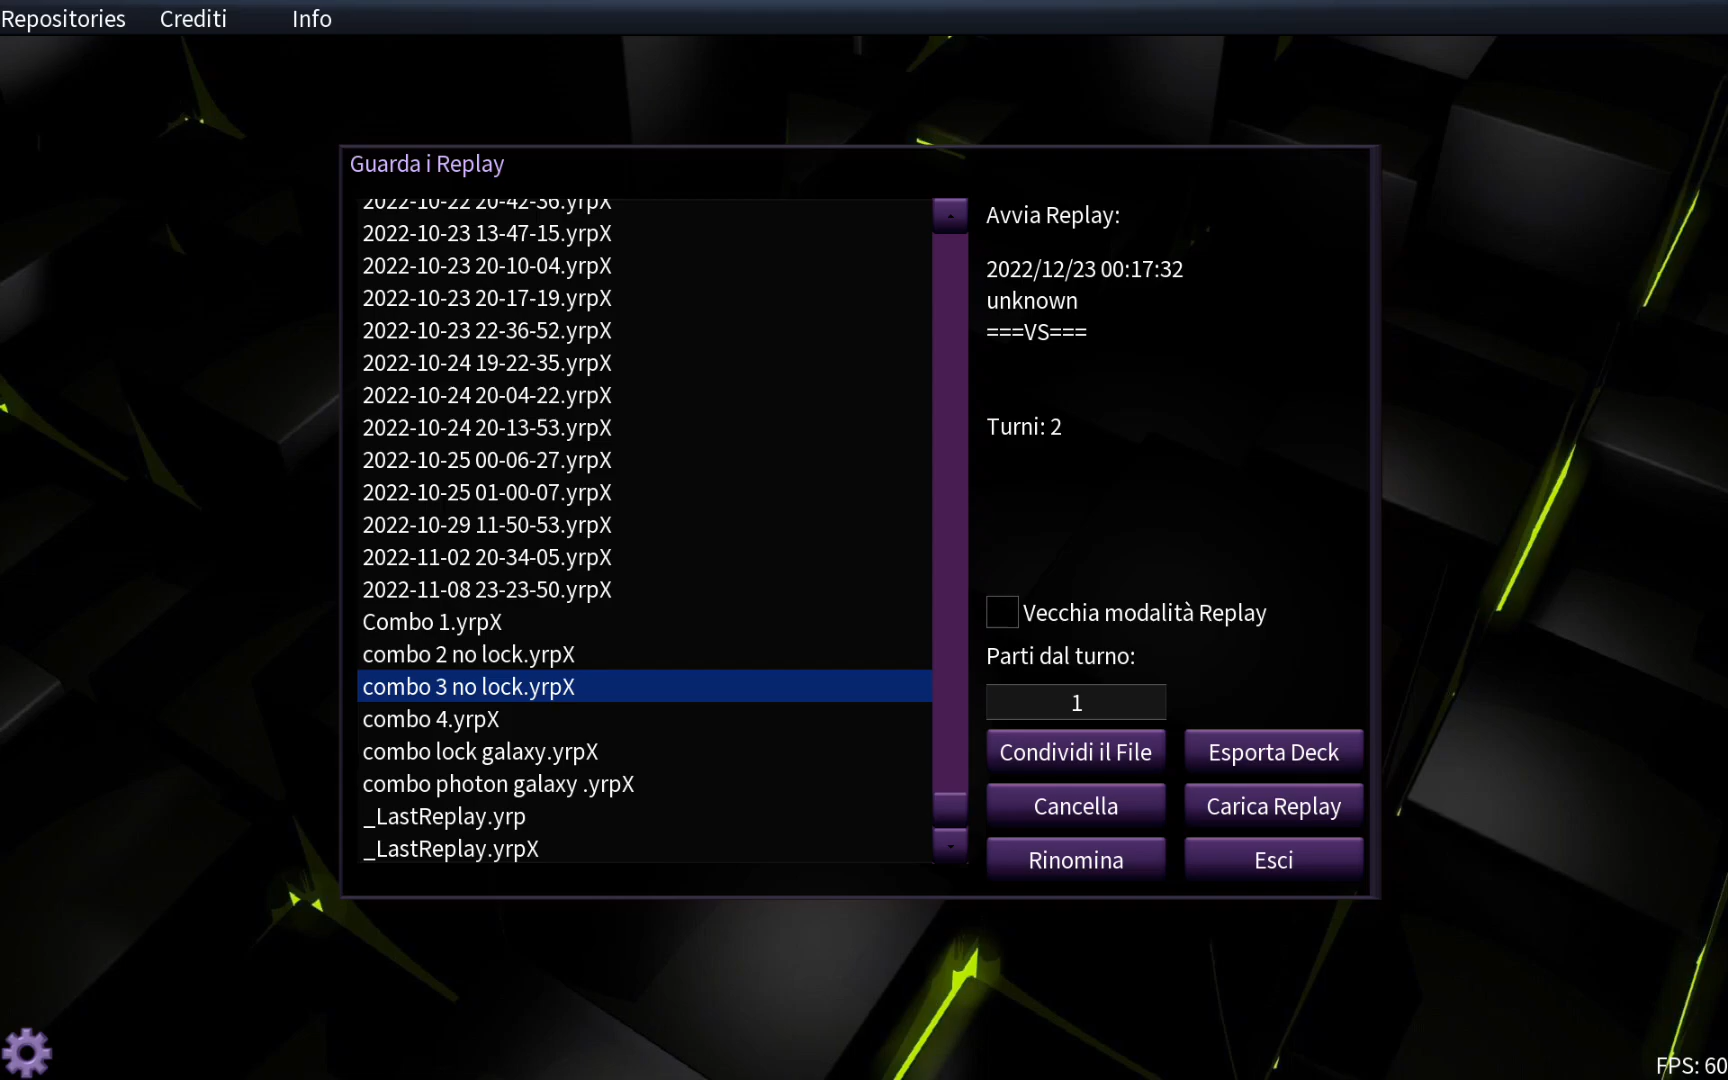 Repositories Crediti Info
Guarda i Replay
2022-10-22 20-42-36.yrpX
2022-10-23 13-47-15.yrpX
2022-10-23 20-10-04.yrpX
2022-10-23 20-17-19.yrpX
2022-10-23 22-36-52.yrpX
2022-10-24 19-22-35.yrpX
2022-10-24 20-04-22.yrpX
2022-10-24 20-13-53.yrpX
2022-10-25 00-06-27.yrpX
2022-10-25 01-00-07.yrpX
2022-10-29 11-50-53.yrpX
2022-11-02 20-34-05.yrpX
2022-11-08 23-23-50.yrpX
Combo 1.yrpX
combo 2 no lock.yrpX
combo 3 no lock.yrpX
combo 4.yrpX
combo lock galaxy.yrpX
combo photon galaxy .yrpX
_LastReplay.yrp
_LastReplay.yrpX
Avvia Replay:
2022/12/23 00:17:32
unknown
===VS===
Turni: 2
Vecchia modalità Replay
Parti dal turno:
1
Condividi il File Esporta Deck
Cancella Carica Replay
Rinomina Esci
FPS: 60